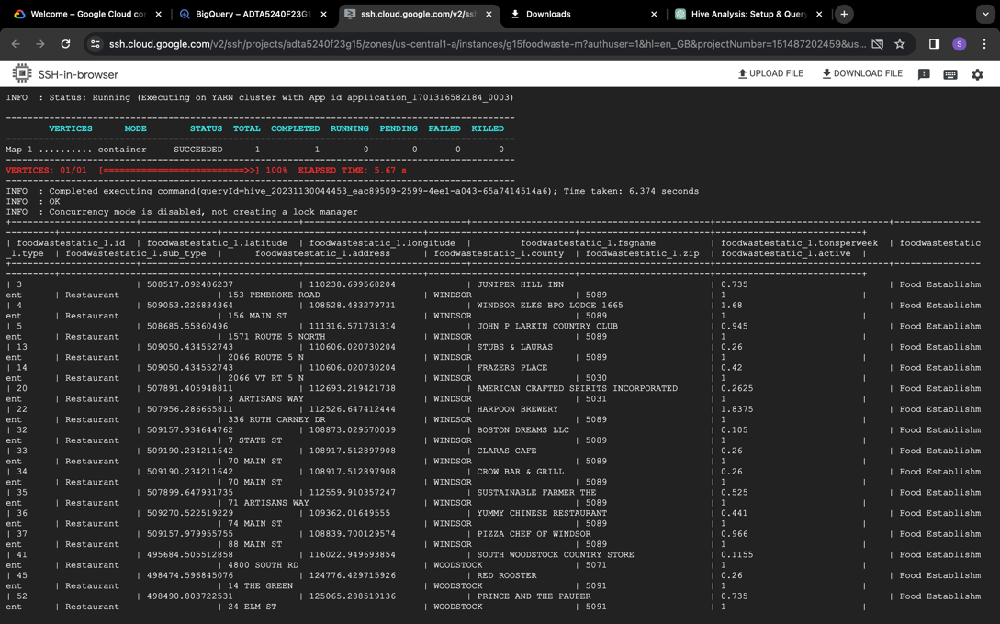 Welcome – Google Cloud con
BigQuery – ADTA5240F23G1
ssh.cloud.google.com/v2/ssh
Downloads
Hive Analysis: Setup & Query
ssh.cloud.google.com/v2/ssh/projects/adta5240f23g15/zones/us-central1-a/instances/g15foodwaste-m?authuser=1&hl=en_GB&projectNumber=151487202459&us...
S
SSH-in-browser
UPLOAD FILE
DOWNLOAD FILE
INFO  : Status: Running (Executing on YARN cluster with App id application_1701316582184_0003)
VERTICES MODE STATUS TOTAL COMPLETED RUNNING PENDING FAILED KILLED
Map 1 .......... container SUCCEEDED 1 1 0 0 0 0
VERTICES: 01/01 [==========================>>] 100% ELAPSED TIME: 5.67 s
INFO  : Completed executing command(queryId=hive_20231130044453_eac89509-2599-4ee1-a043-65a7414514a6); Time taken: 6.374 seconds
INFO  : OK
INFO  : Concurrency mode is disabled, not creating a lock manager
| foodwastestatic_1.id | foodwastestatic_1.latitude | foodwastestatic_1.longitude | foodwastestatic_1.fsgname | foodwastestatic_1.tonsperweek | foodwastestatic
_1.type | foodwastestatic_1.sub_type | foodwastestatic_1.address | foodwastestatic_1.county | foodwastestatic_1.zip | foodwastestatic_1.active |
| 3 | 508517.092486237 | 110238.699568204 | JUNIPER HILL INN | 0.735 | Food Establishm
ent | Restaurant | 153 PEMBROKE ROAD | WINDSOR | 5089 | 1 |
| 4 | 509053.226834364 | 108528.483279731 | WINDSOR ELKS BPO LODGE 1665 | 1.68 | Food Establishm
ent | Restaurant | 156 MAIN ST | WINDSOR | 5089 | 1 |
| 5 | 508685.55860496 | 111316.571731314 | JOHN P LARKIN COUNTRY CLUB | 0.945 | Food Establishm
ent | Restaurant | 1571 ROUTE 5 NORTH | WINDSOR | 5089 | 1 |
| 13 | 509050.434552743 | 110606.020730204 | STUBS & LAURAS | 0.26 | Food Establishm
ent | Restaurant | 2066 ROUTE 5 N | WINDSOR | 5089 | 1 |
| 14 | 509050.434552743 | 110606.020730204 | FRAZERS PLACE | 0.42 | Food Establishm
ent | Restaurant | 2066 VT RT 5 N | WINDSOR | 5030 | 1 |
| 20 | 507891.405948811 | 112693.219421738 | AMERICAN CRAFTED SPIRITS INCORPORATED | 0.2625 | Food Establishm
ent | Restaurant | 3 ARTISANS WAY | WINDSOR | 5031 | 1 |
| 22 | 507956.286665811 | 112526.647412444 | HARPOON BREWERY | 1.8375 | Food Establishm
ent | Restaurant | 336 RUTH CARNEY DR | WINDSOR | 5089 | 1 |
| 32 | 509157.934644762 | 108873.029570039 | BOSTON DREAMS LLC | 0.105 | Food Establishm
ent | Restaurant | 7 STATE ST | WINDSOR | 5089 | 1 |
| 33 | 509190.234211642 | 108917.512897908 | CLARAS CAFE | 0.26 | Food Establishm
ent | Restaurant | 70 MAIN ST | WINDSOR | 5089 | 1 |
| 34 | 509190.234211642 | 108917.512897908 | CROW BAR & GRILL | 0.26 | Food Establishm
ent | Restaurant | 70 MAIN ST | WINDSOR | 5089 | 1 |
| 35 | 507899.647931735 | 112559.910357247 | SUSTAINABLE FARMER THE | 0.525 | Food Establishm
ent | Restaurant | 71 ARTISANS WAY | WINDSOR | 5089 | 1 |
| 36 | 509270.522519229 | 109362.01649555 | YUMMY CHINESE RESTAURANT | 0.441 | Food Establishm
ent | Restaurant | 74 MAIN ST | WINDSOR | 5089 | 1 |
| 37 | 509157.979955755 | 108839.700129574 | PIZZA CHEF OF WINDSOR | 0.966 | Food Establishm
ent | Restaurant | 88 MAIN ST | WINDSOR | 5089 | 1 |
| 41 | 495684.505512858 | 116022.949693854 | SOUTH WOODSTOCK COUNTRY STORE | 0.1155 | Food Establishm
ent | Restaurant | 4800 SOUTH RD | WOODSTOCK | 5071 | 1 |
| 45 | 498474.596845076 | 124776.429715926 | RED ROOSTER | 0.26 | Food Establishm
ent | Restaurant | 14 THE GREEN | WOODSTOCK | 5091 | 1 |
| 52 | 498490.803722531 | 125065.288519136 | PRINCE AND THE PAUPER | 0.735 | Food Establishm
ent | Restaurant | 24 ELM ST | WOODSTOCK | 5091 | 1 |